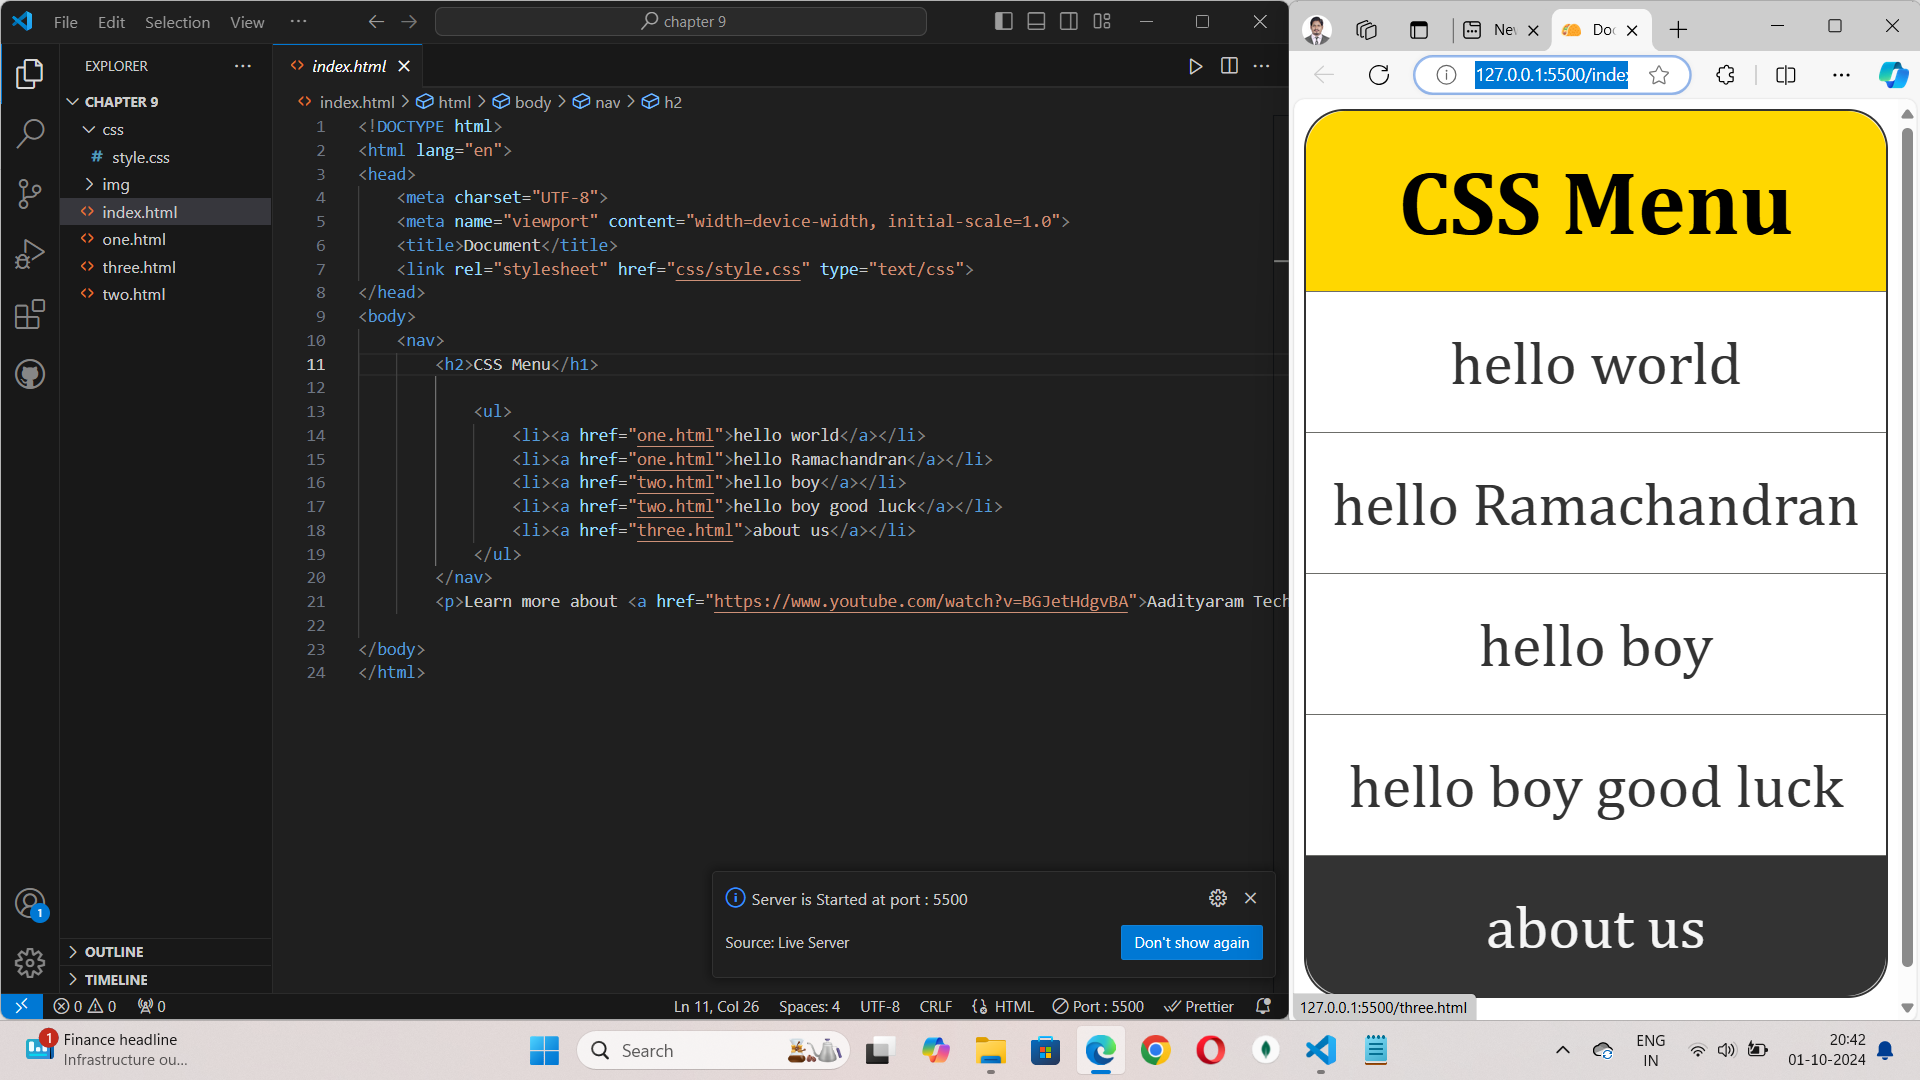 File Edit Selection View ···
chapter 9
EXPLORER ···
CHAPTER 9
css
# style.css
img
index.html
one.html
three.html
two.html
OUTLINE
TIMELINE
1
index.html
index.html > html > body > nav > h2
1 <!DOCTYPE html>
2 <html lang="en">
3 <head>
4 <meta charset="UTF-8">
5 <meta name="viewport" content="width=device-width, initial-scale=1.0">
6 <title>Document</title>
7 <link rel="stylesheet" href="css/style.css" type="text/css">
8 </head>
9 <body>
10 <nav>
11 <h2>CSS Menu</h1>
12
13 <ul>
14 <li><a href="one.html">hello world</a></li>
15 <li><a href="one.html">hello Ramachandran</a></li>
16 <li><a href="two.html">hello boy</a></li>
17 <li><a href="two.html">hello boy good luck</a></li>
18 <li><a href="three.html">about us</a></li>
19 </ul>
20 </nav>
21 <p>Learn more about <a href="https://www.youtube.com/watch?v=BGJetHdgvBA">Aadityaram Tech
22
23 </body>
24 </html>
Server is Started at port : 5500
Source: Live Server
Don't show again
0 0 0
Ln 11, Col 26 Spaces: 4 UTF-8 CRLF HTML Port : 5500 Prettier
Nev Doc
127.0.0.1:5500/index
CSS Menu
hello world
hello Ramachandran
hello boy
hello boy good luck
about us
127.0.0.1:5500/three.html
1
Finance headline
Infrastructure ou...
Search
ENG
IN
20:42
01-10-2024